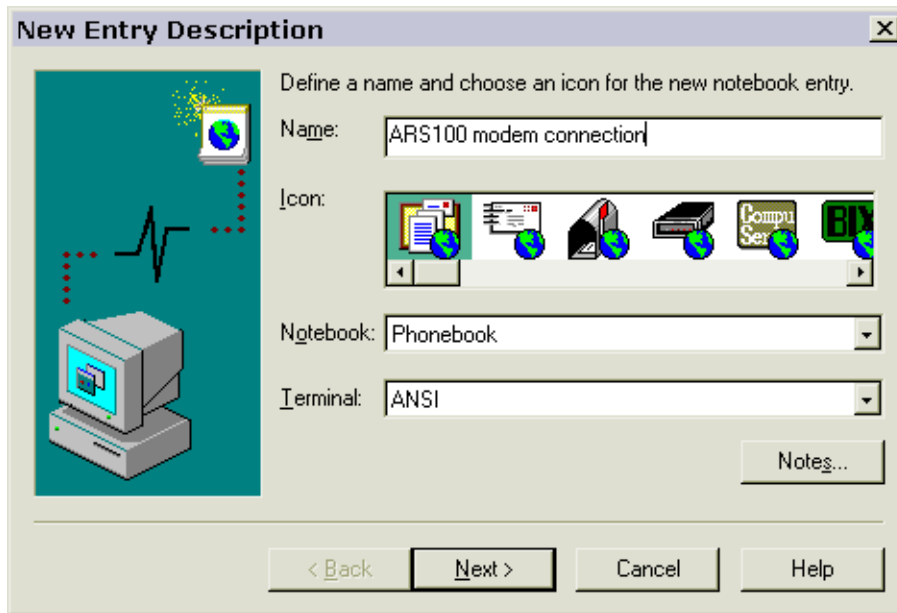 New Entry Description
Define a name and choose an icon for the new notebook entry.
Name: ARS100 modem connection
Icon:
Compu
Serv
BIX
Notebook: Phonebook
Terminal: ANSI
Notes...
< Back Next > Cancel Help